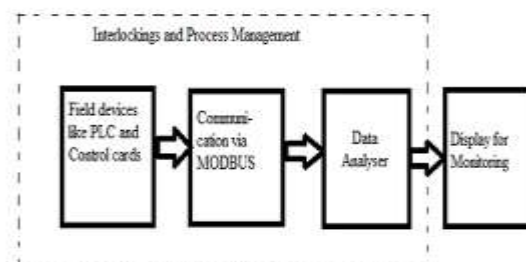 Interlockings and Process Management
Field devices
like PLC and
Control cards
Communi-
cation via
MODBUS
Data
Analyser
Display for
Monitoring